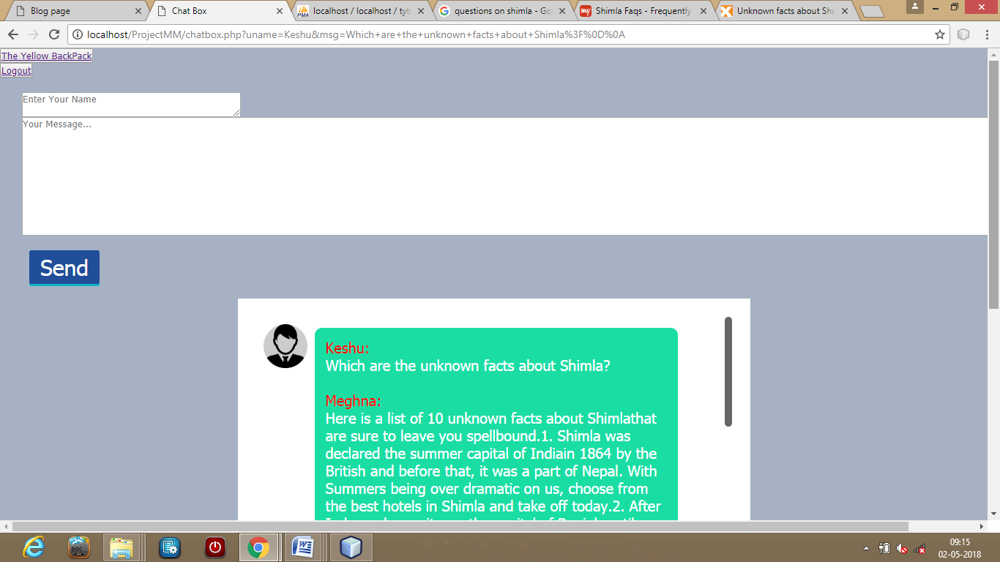 Blog page
Chat Box
localhost / localhost / tyb
questions on shimla - Go
Shimla Faqs - Frequently
Unknown facts about Shi
localhost/ProjectMM/chatbox.php?uname=Keshu&msg=Which+are+the+unknown+facts+about+Shimla%3F%0D%0A
The Yellow BackPack
Logout
Enter Your Name
Your Message...
Send
Keshu:
Which are the unknown facts about Shimla?
Meghna:
Here is a list of 10 unknown facts about Shimlathat
are sure to leave you spellbound.1. Shimla was
declared the summer capital of Indiain 1864 by the
British and before that, it was a part of Nepal. With
Summers being over dramatic on us, choose from
the best hotels in Shimla and take off today.2. After
09:15
02-05-2018